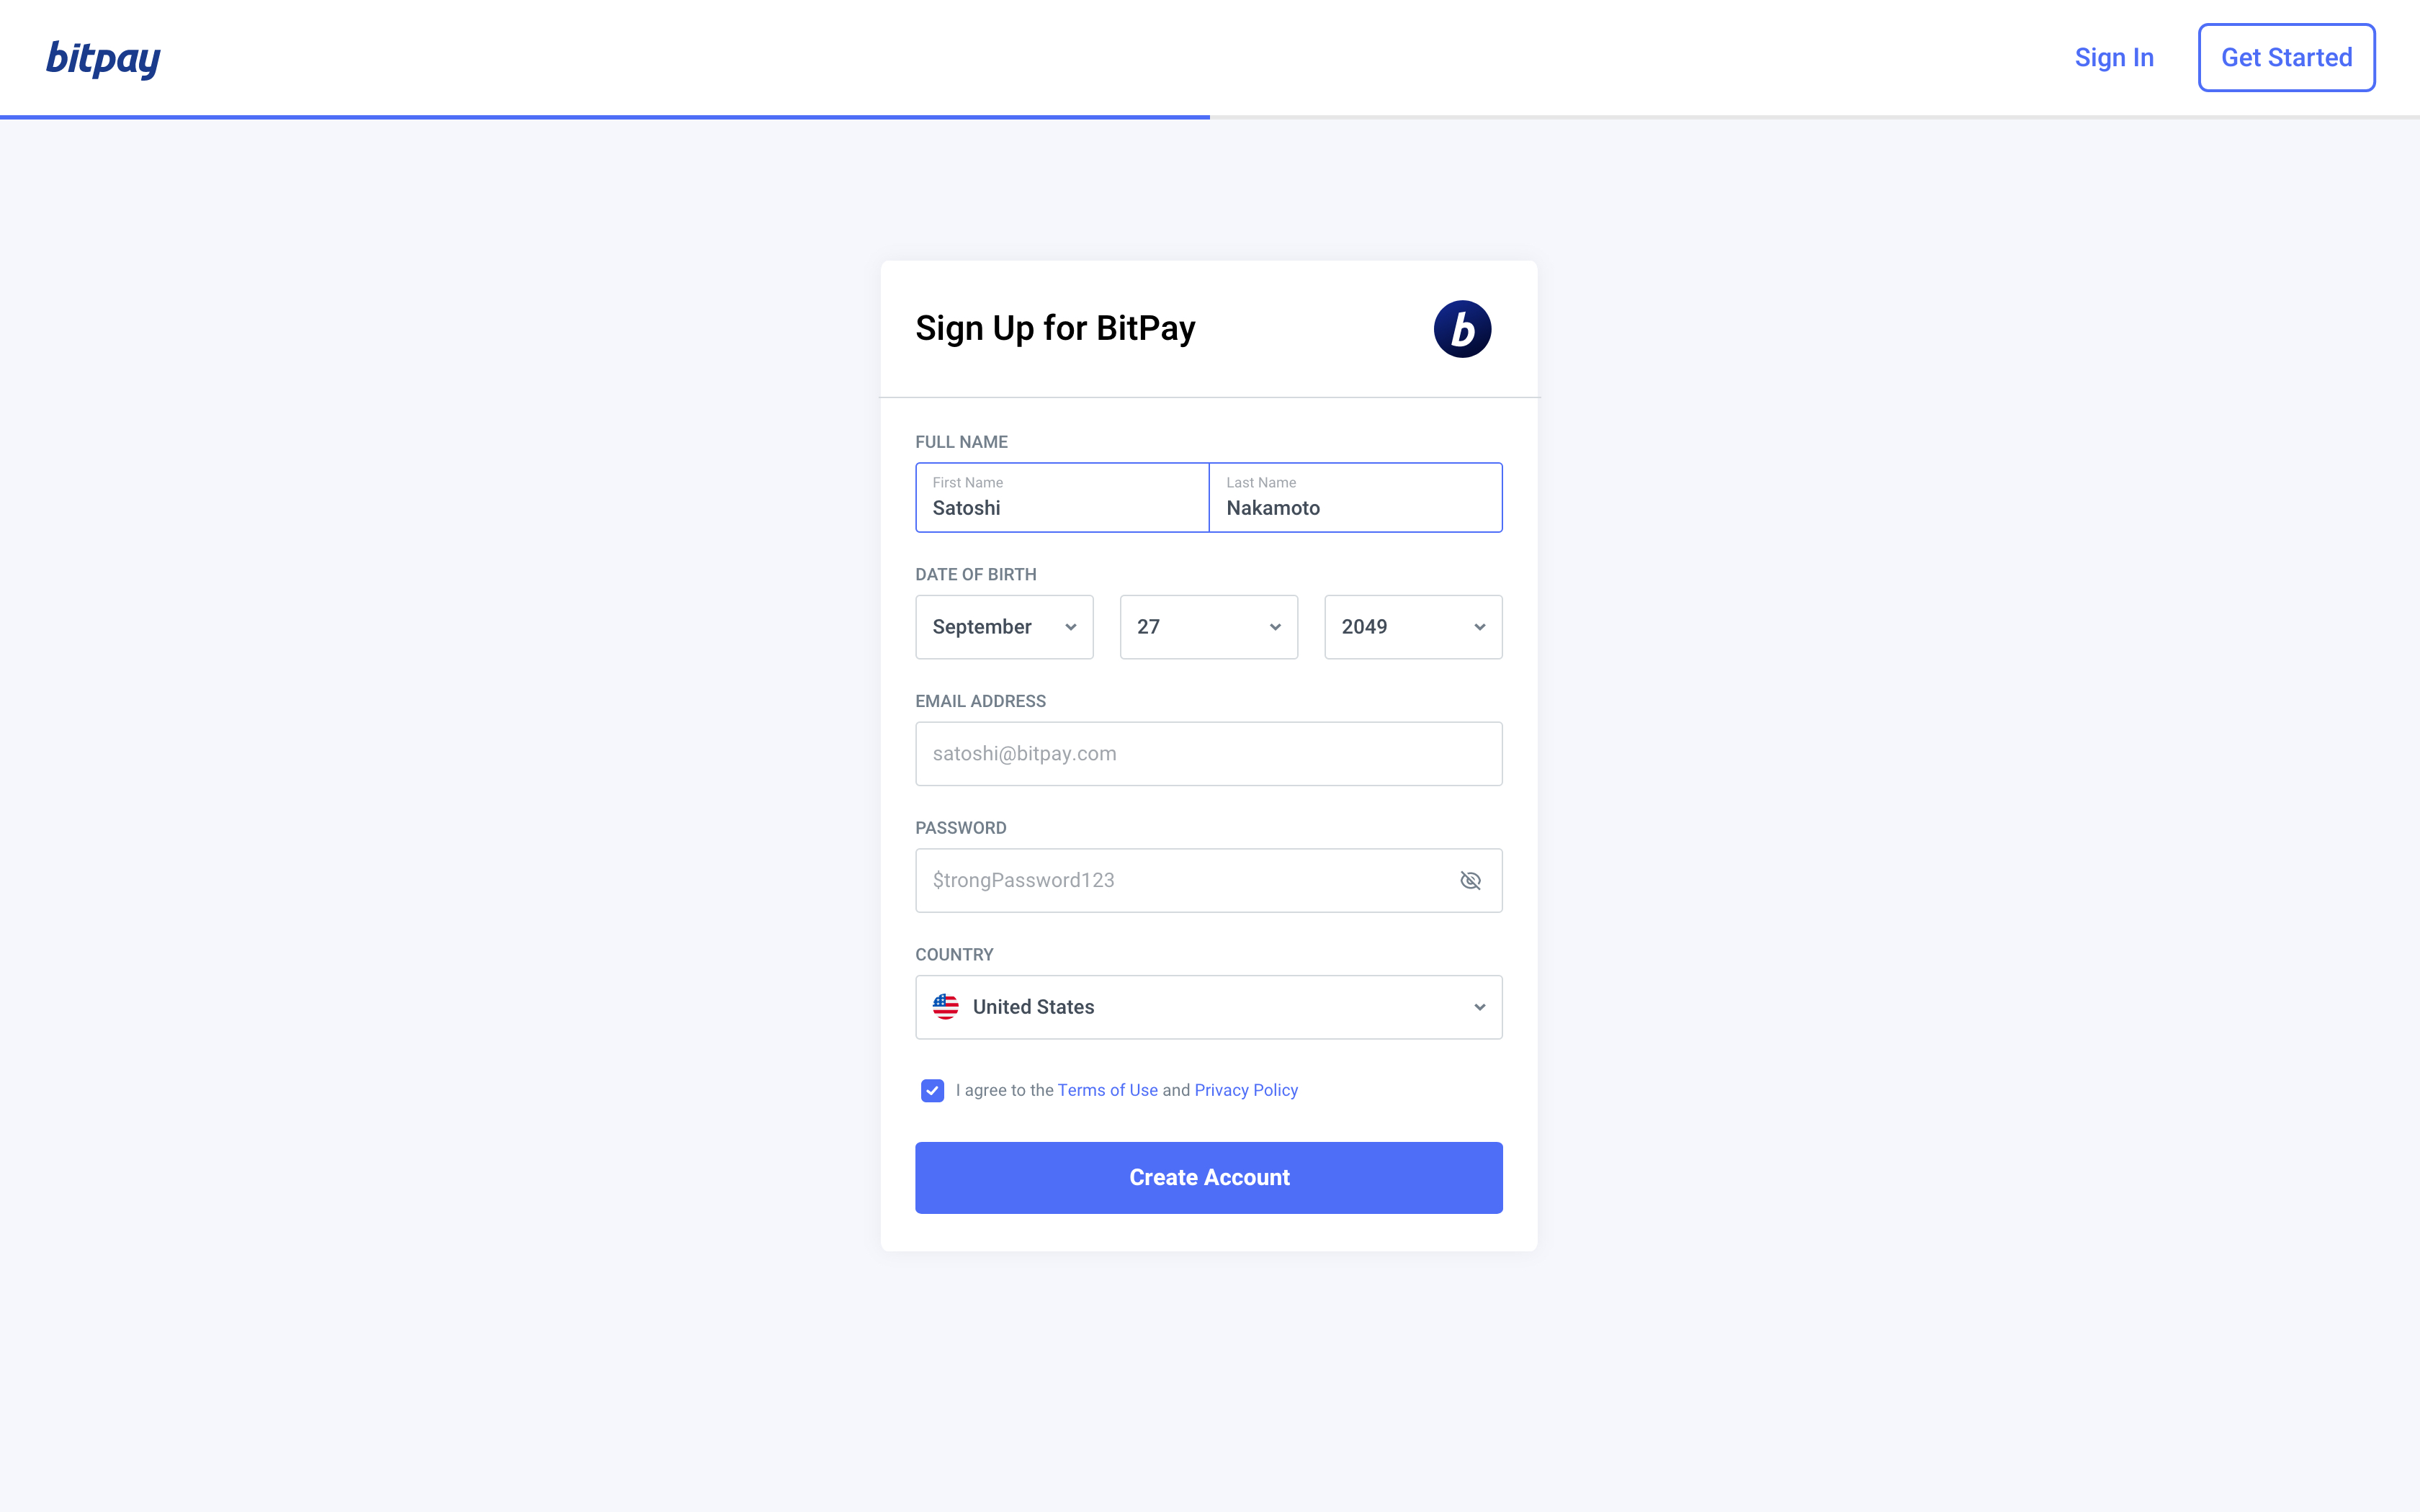 bitpay
Sign In
Get Started
Sign Up for BitPay
b
FULL NAME
First Name
Last Name
Satoshi
Nakamoto
DATE OF BIRTH
September
27
2049
EMAIL ADDRESS
satoshi@bitpay.com
PASSWORD
$trongPassword123
COUNTRY
United States
I agree to the Terms of Use and Privacy Policy
Create Account